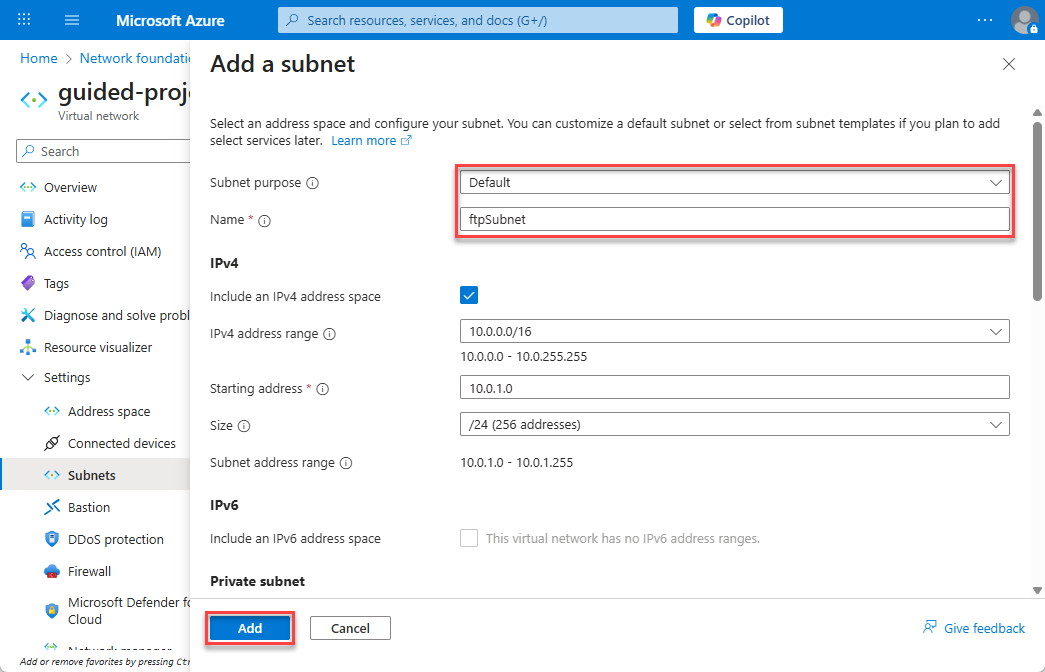 Microsoft Azure
Search resources, services, and docs (G+/)
Copilot
Home > Network foundati
guided-proj
Virtual network
Search
Overview
Activity log
Access control (IAM)
Tags
Diagnose and solve probl
Resource visualizer
Settings
Address space
Connected devices
Subnets
Bastion
DDoS protection
Firewall
Microsoft Defender fo
Cloud
Network manager
Add or remove favorites by pressing Ctr
Add a subnet
Select an address space and configure your subnet. You can customize a default subnet or select from subnet templates if you plan to add
select services later. Learn more
Subnet purpose
Default
Name *
ftpSubnet
IPv4
Include an IPv4 address space
IPv4 address range
10.0.0.0/16
10.0.0.0 - 10.0.255.255
Starting address *
10.0.1.0
Size
/24 (256 addresses)
Subnet address range
10.0.1.0 - 10.0.1.255
IPv6
Include an IPv6 address space
This virtual network has no IPv6 address ranges.
Private subnet
Add
Cancel
Give feedback